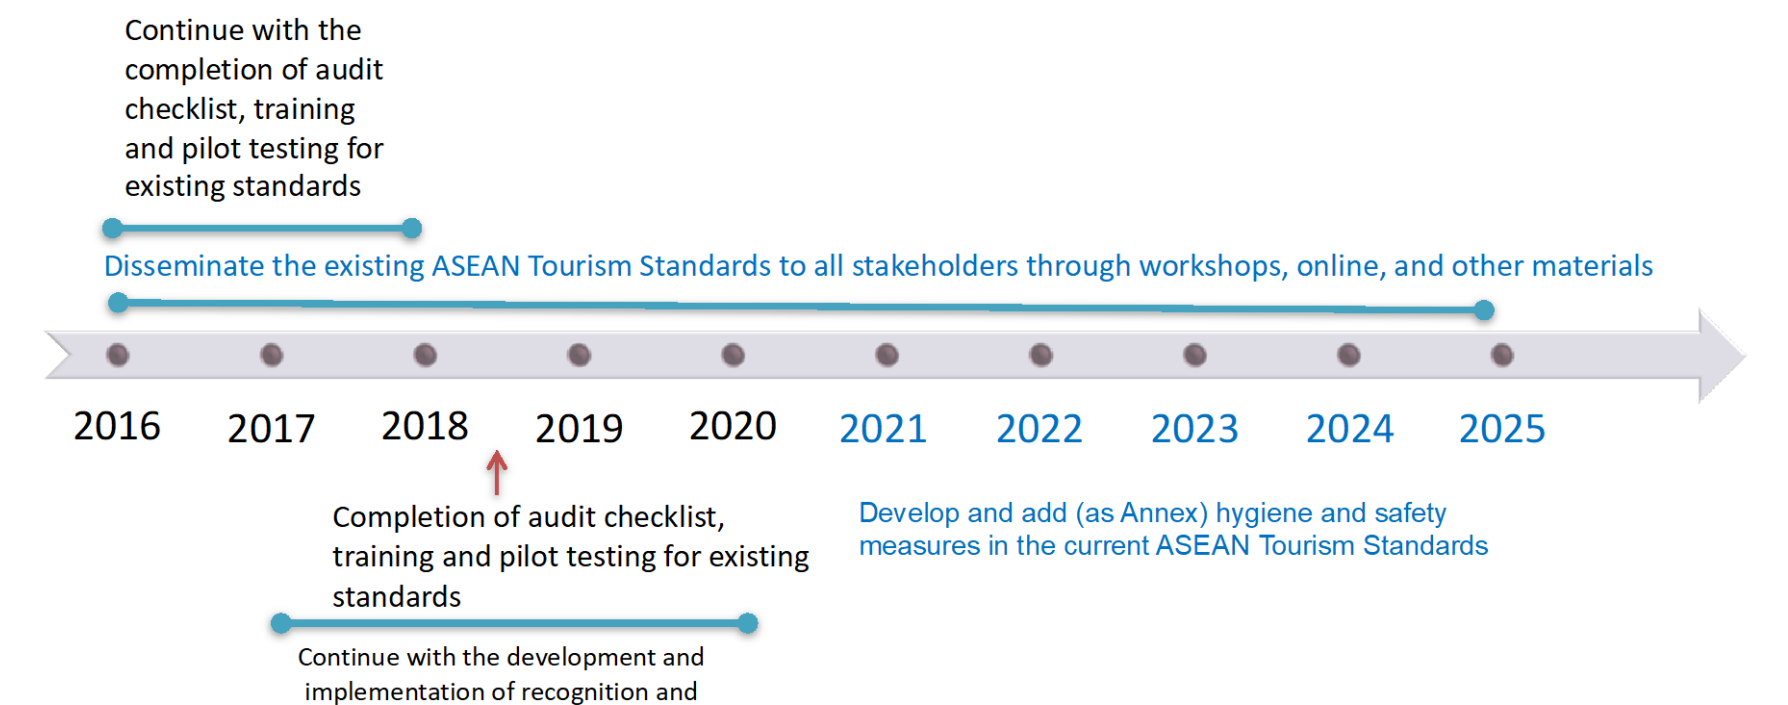 Continue with the
completion of audit
checklist, training
and pilot testing for
existing standards
Disseminate the existing ASEAN Tourism Standards to all stakeholders through workshops, online, and other materials
2016 2017 2018 2019 2020 2021 2022 2023 2024 2025
Completion of audit checklist,
training and pilot testing for existing
standards
Develop and add (as Annex) hygiene and safety
measures in the current ASEAN Tourism Standards
Continue with the development and
implementation of recognition and